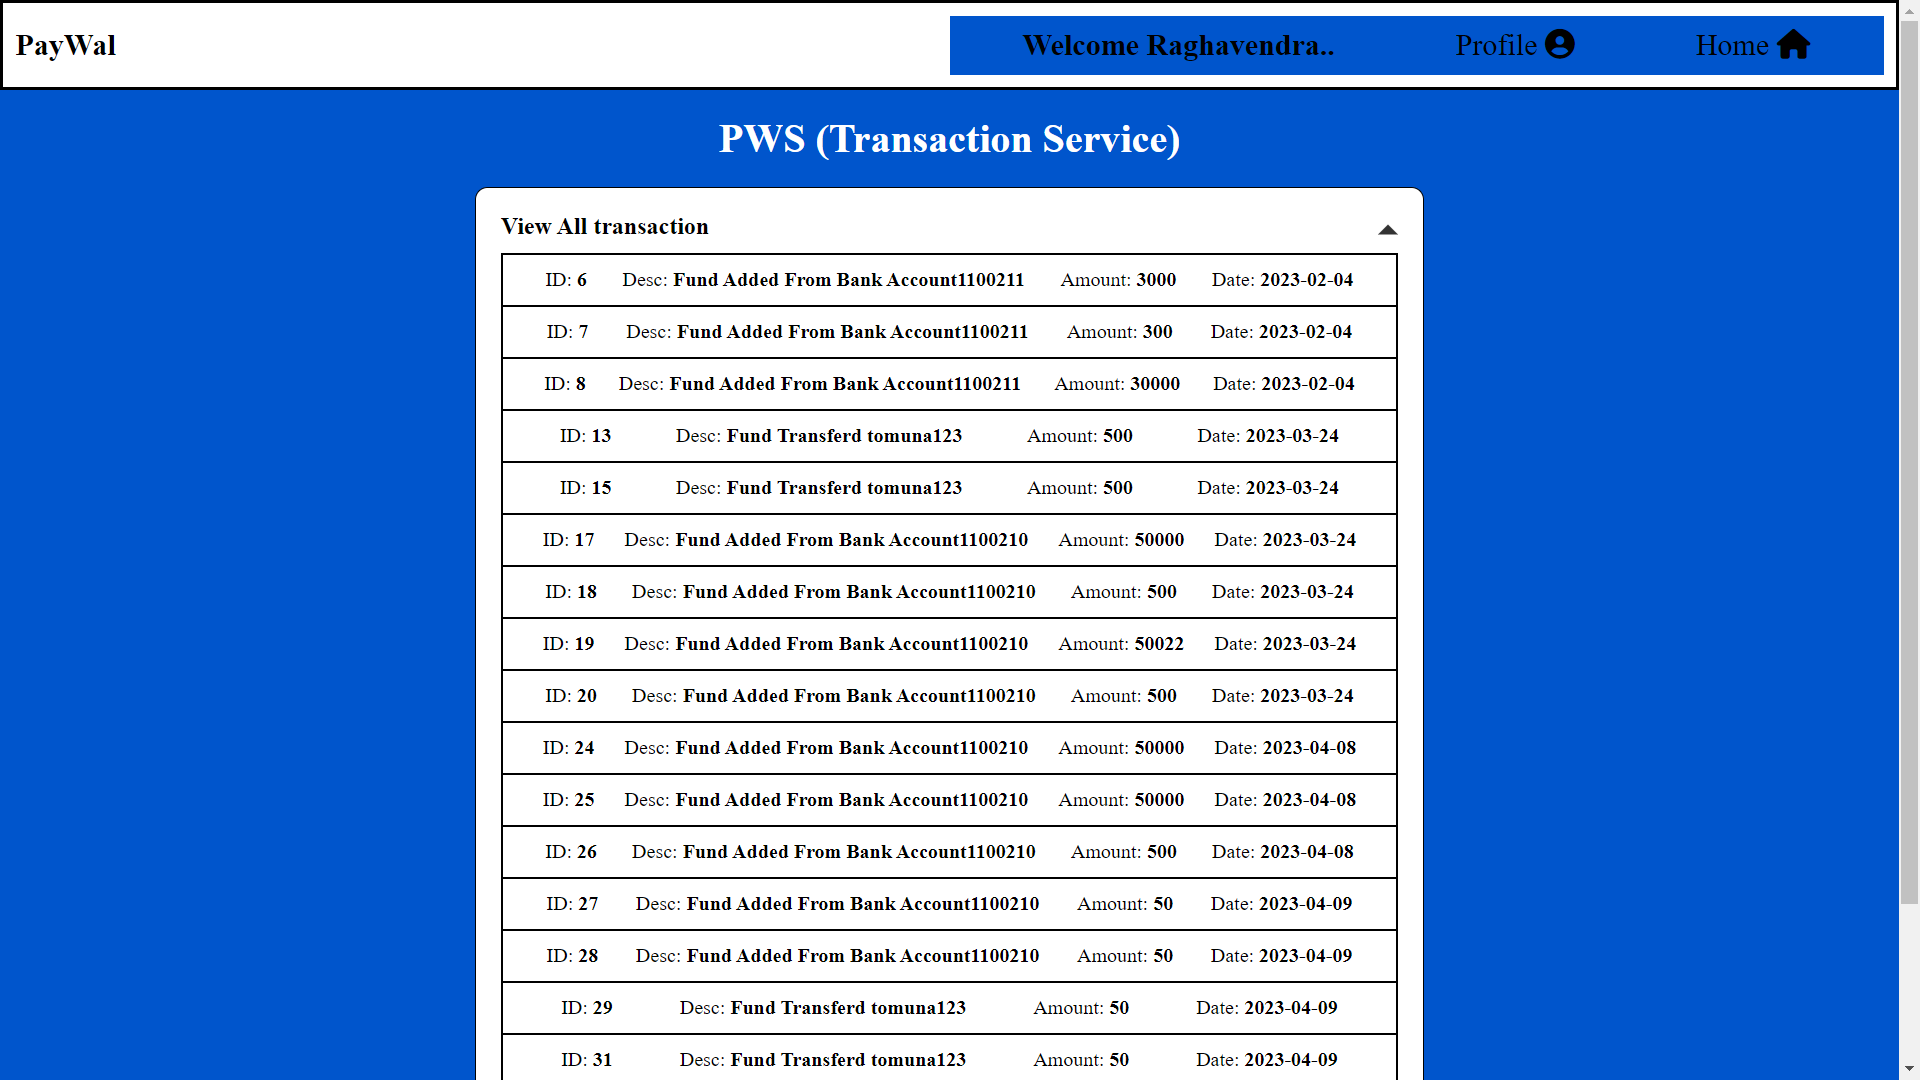 PayWal
Welcome Raghavendra.. Profile Home
PWS (Transaction Service)
View All transaction
ID: 6 Desc: Fund Added From Bank Account1100211 Amount: 3000 Date: 2023-02-04
ID: 7 Desc: Fund Added From Bank Account1100211 Amount: 300 Date: 2023-02-04
ID: 8 Desc: Fund Added From Bank Account1100211 Amount: 30000 Date: 2023-02-04
ID: 13 Desc: Fund Transferd tomuna123 Amount: 500 Date: 2023-03-24
ID: 15 Desc: Fund Transferd tomuna123 Amount: 500 Date: 2023-03-24
ID: 17 Desc: Fund Added From Bank Account1100210 Amount: 50000 Date: 2023-03-24
ID: 18 Desc: Fund Added From Bank Account1100210 Amount: 500 Date: 2023-03-24
ID: 19 Desc: Fund Added From Bank Account1100210 Amount: 50022 Date: 2023-03-24
ID: 20 Desc: Fund Added From Bank Account1100210 Amount: 500 Date: 2023-03-24
ID: 24 Desc: Fund Added From Bank Account1100210 Amount: 50000 Date: 2023-04-08
ID: 25 Desc: Fund Added From Bank Account1100210 Amount: 50000 Date: 2023-04-08
ID: 26 Desc: Fund Added From Bank Account1100210 Amount: 500 Date: 2023-04-08
ID: 27 Desc: Fund Added From Bank Account1100210 Amount: 50 Date: 2023-04-09
ID: 28 Desc: Fund Added From Bank Account1100210 Amount: 50 Date: 2023-04-09
ID: 29 Desc: Fund Transferd tomuna123 Amount: 50 Date: 2023-04-09
ID: 31 Desc: Fund Transferd tomuna123 Amount: 50 Date: 2023-04-09